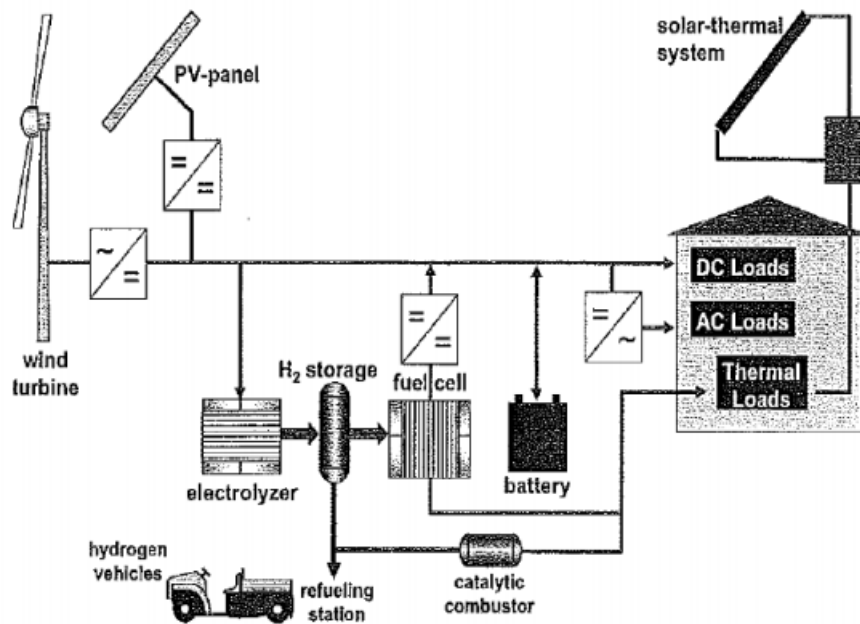 solar-thermal
system
PV-panel
=
=
~
=
DC Loads
=
=
=
~
AC Loads
wind
turbine
H₂ storage
fuel cell
Thermal
Loads
electrolyzer
battery
hydrogen
vehicles
refueling
station
catalytic
combustor